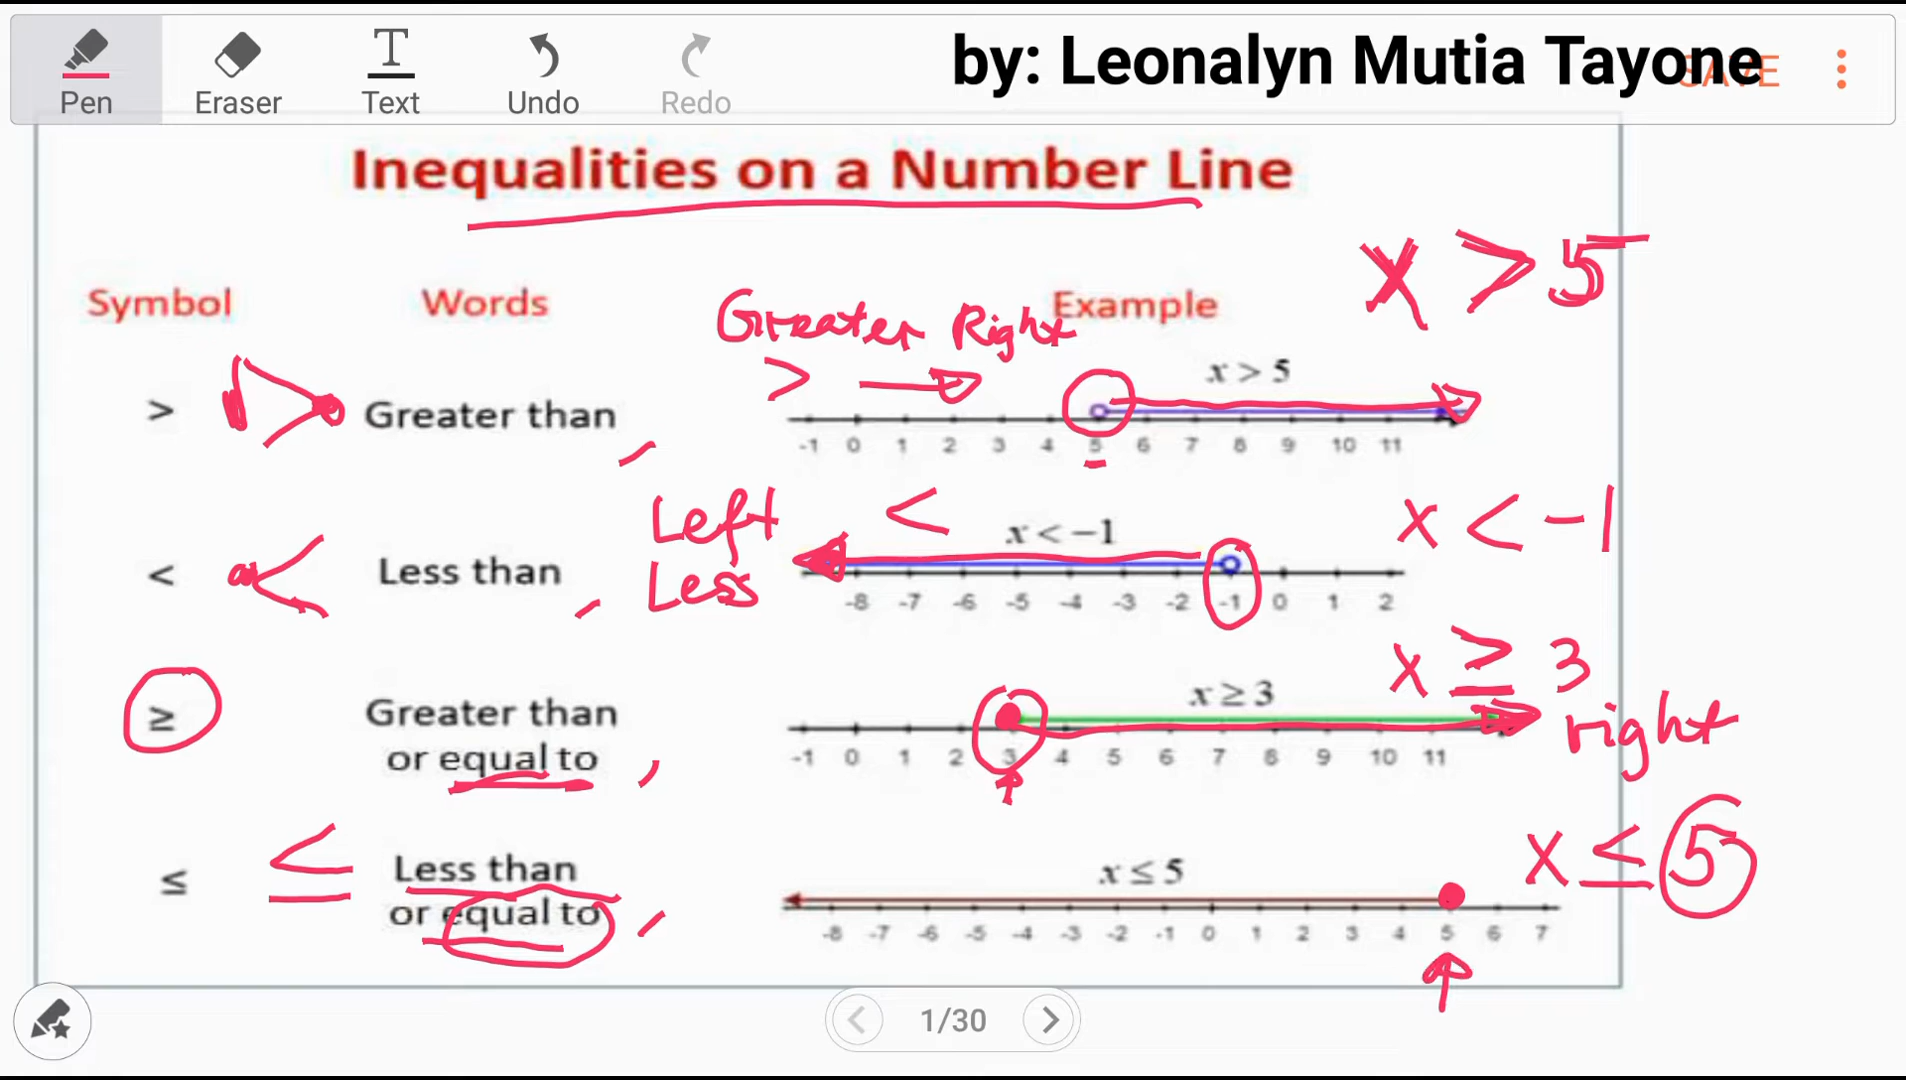 Pen Eraser Text Undo Redo by: Leonalyn Mutia Tayone SAVE
Inequalities on a Number Line
Symbol Words Example
x > 5
Greater Right
> Greater than
>
x > 5
-1 0 1 2 3 4 5 6 7 8 9 10 11
< Less than
Left
Less
<
x < -1
x < -1
-8 -7 -6 -5 -4 -3 -2 -1 0 1 2
≥ Greater than
or equal to
x ≥ 3
x ≥ 3
right
-1 0 1 2 3 4 5 6 7 8 9 10 11
≤ ≤ Less than
or equal to
x ≤ 5
x ≤ 5
-8 -7 -6 -5 -4 -3 -2 -1 0 1 2 3 4 5 6 7
1/30